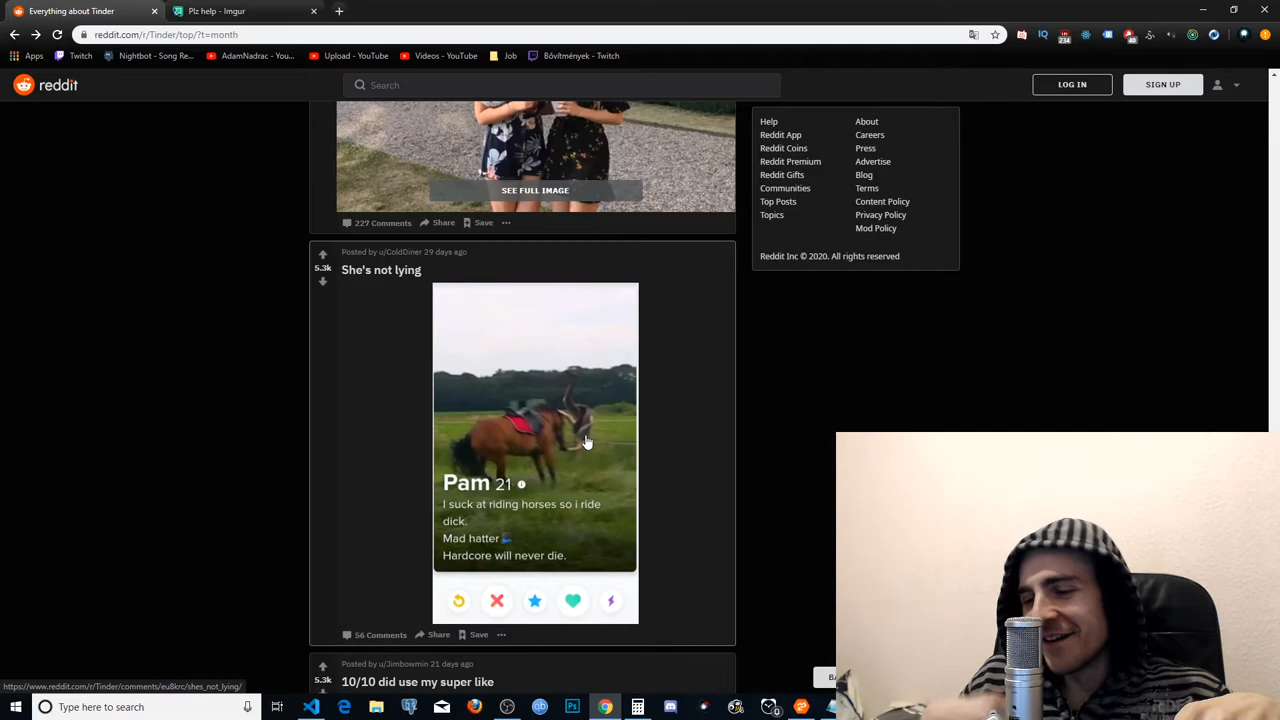 Everything about Tinder
Plz help - Imgur
reddit.com/r/Tinder/top/?t=month
234
40
Apps
Twitch
Nightbot - Song Re...
AdamNadrac - You...
Upload - YouTube
Videos - YouTube
Job
Bővítmények - Twitch
reddit
Search
LOG IN
SIGN UP
SEE FULL IMAGE
227 Comments
Share
Save
Help
About
Reddit App
Careers
Reddit Coins
Press
Reddit Premium
Advertise
Reddit Gifts
Blog
Communities
Terms
Top Posts
Content Policy
Topics
Privacy Policy
Mod Policy
Reddit Inc © 2020. All rights reserved
Posted by u/ColdDiner 29 days ago
5.3k
She's not lying
Pam 21
I suck at riding horses so i ride
dick.
Mad hatter
Hardcore will never die.
56 Comments
Share
Save
Posted by u/Jimbowmin 21 days ago
5.3k
10/10 did use my super like
https://www.reddit.com/r/Tinder/comments/eu8krc/shes_not_lying/
Type here to search